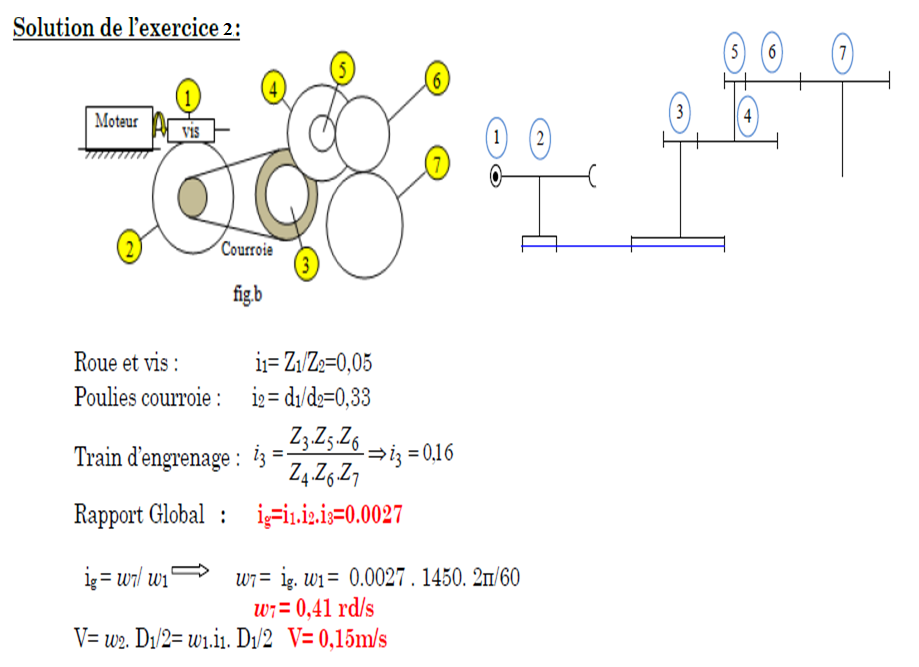 Solution de l'exercice 2:
Moteur
vis
1
2
3
4
5
6
7
Courroie
fig.b
1 2 3 4 5 6 7
Roue et vis : i₁= Z₁/Z₂=0,05
Poulies courroie : i₂ = d₁/d₂=0,33
Train d'engrenage : i₃ = Z₃.Z₅.Z₆ / Z₄.Z₆.Z₇ ⇒ i₃ = 0,16
Rapport Global : ig=i₁.i₂.i₃=0.0027
ig = w₇/ w₁ ⟹ w₇ = ig. w₁ = 0.0027 . 1450. 2π/60
w₇ = 0,41 rd/s
V= w₂. D₁/2= w₁.i₁. D₁/2 V= 0,15m/s